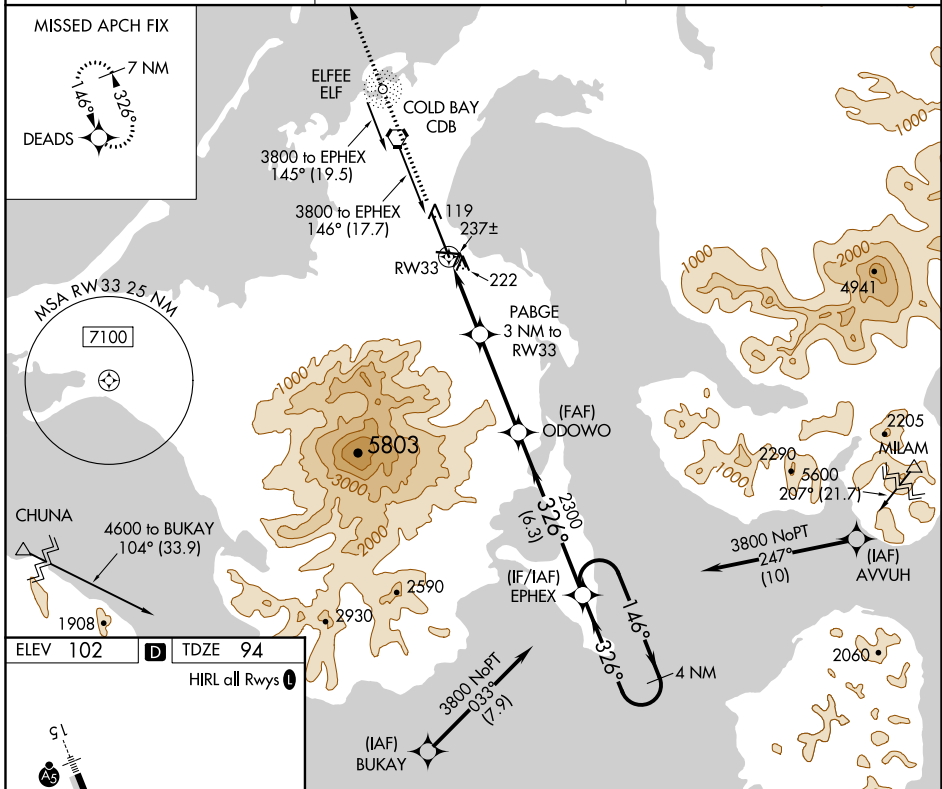 MISSED APCH FIX
7 NM
146°
326°
DEADS
ELFEE
ELF
COLD BAY
CDB
3800 to EPHEX
145° (19.5)
3800 to EPHEX
146° (17.7)
119
237±
RW33
222
PABGE
3 NM to
RW33
1000
1000
2000
4941
MSA RW33 25 NM
7100
1000
5803
3000
2000
(FAF)
ODOWO
2205
MILAM
2290
1000
5600
207° (21.7)
CHUNA
4600 to BUKAY
104° (33.9)
2300
326°
(6.3)
3800 NoPT
247°
(10)
(IAF)
AVVUH
(IF/IAF)
EPHEX
2590
2930
1908
146°
326°
4 NM
2060
ELEV 102 D TDZE 94
HIRL all Rwys L
15
A5
3800 NoPT
033°
(7.9)
(IAF)
BUKAY